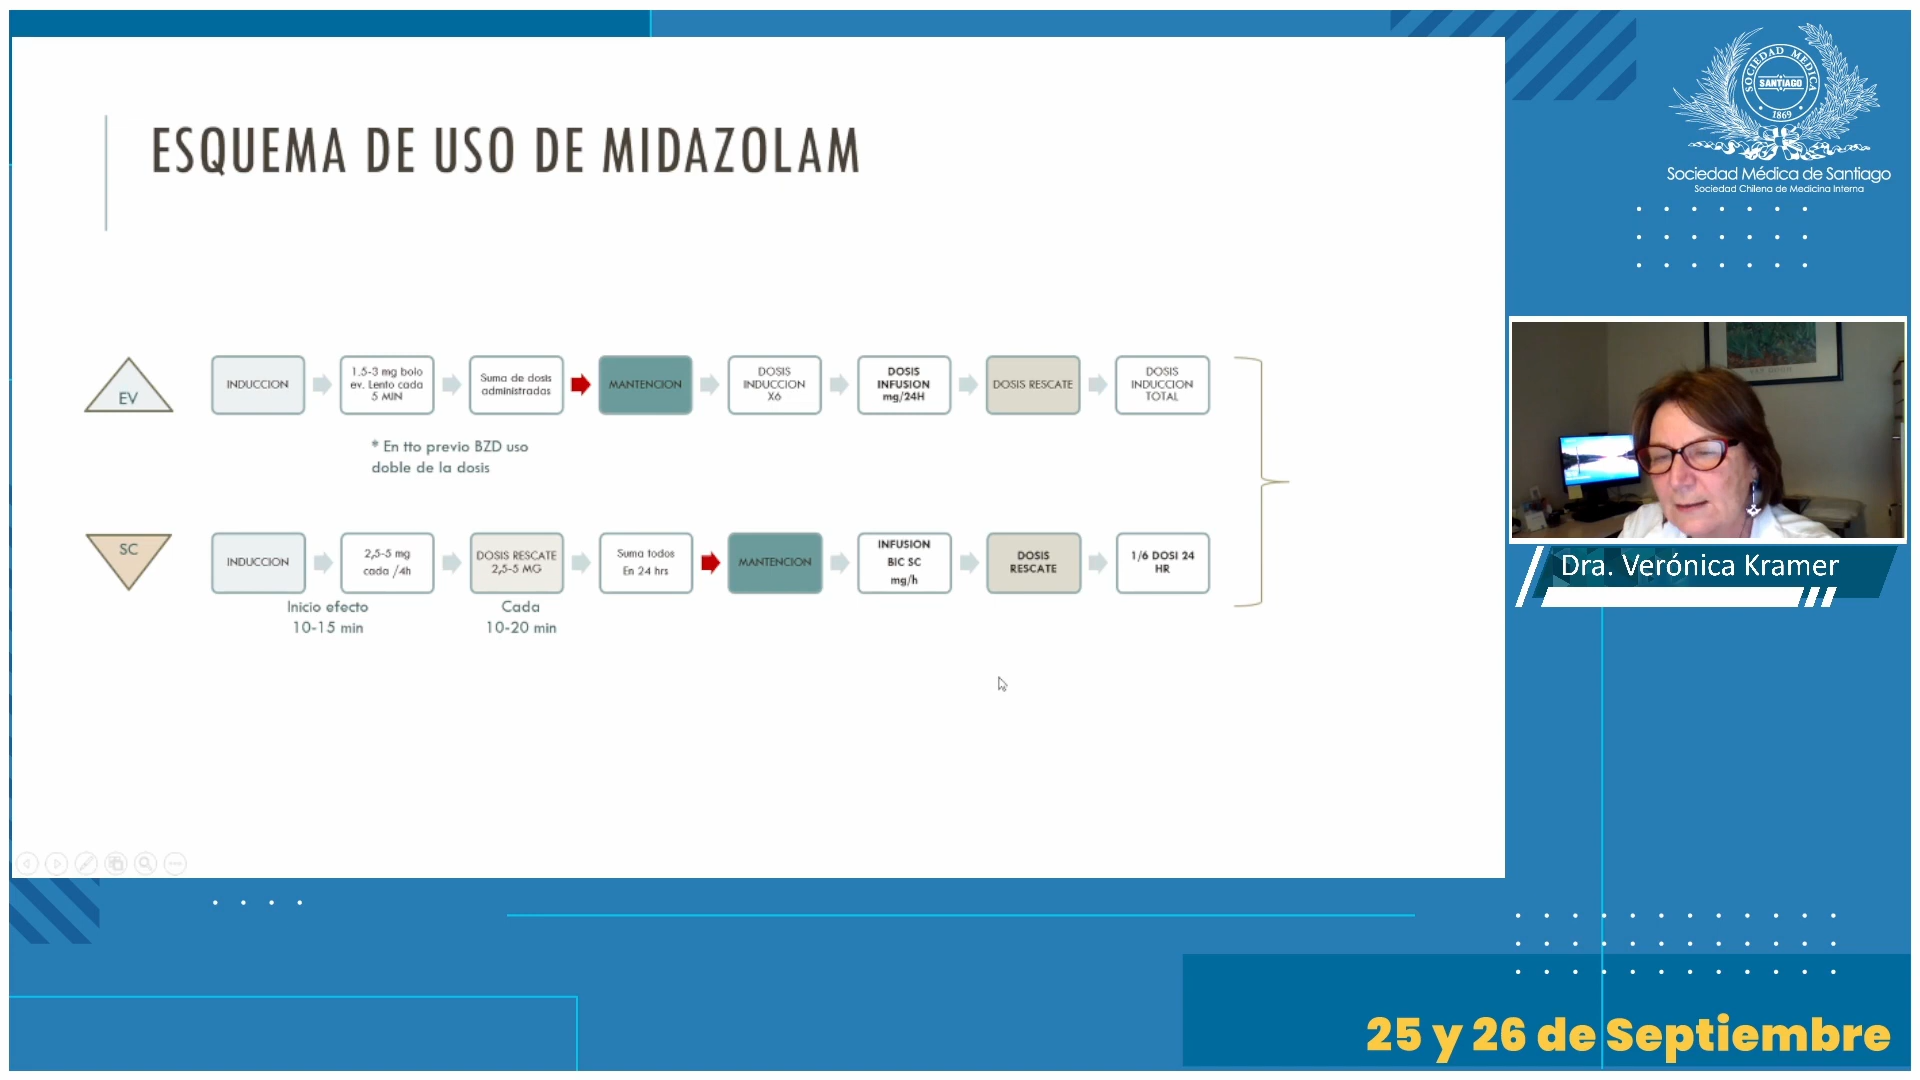 ESQUEMA DE USO DE MIDAZOLAM
EV
INDUCCION
1.5-3 mg bolo
ev. Lento cada
5 MIN
Suma de dosis
administradas
MANTENCION
DOSIS
INDUCCION
X6
DOSIS
INFUSION
mg/24H
DOSIS RESCATE
DOSIS
INDUCCION
TOTAL
* En tto previo BZD uso
doble de la dosis
SC
INDUCCION
2,5-5 mg
cada /4h
DOSIS RESCATE
2,5-5 MG
Suma todos
En 24 hrs
MANTENCION
INFUSION
BIC SC
mg/h
DOSIS
RESCATE
1/6 DOSI 24
HR
Inicio efecto
10-15 min
Cada
10-20 min
SOCIEDAD MEDICA
SANTIAGO
1869
Sociedad Médica de Santiago
Sociedad Chilena de Medicina Interna
Dra. Verónica Kramer
25 y 26 de Septiembre